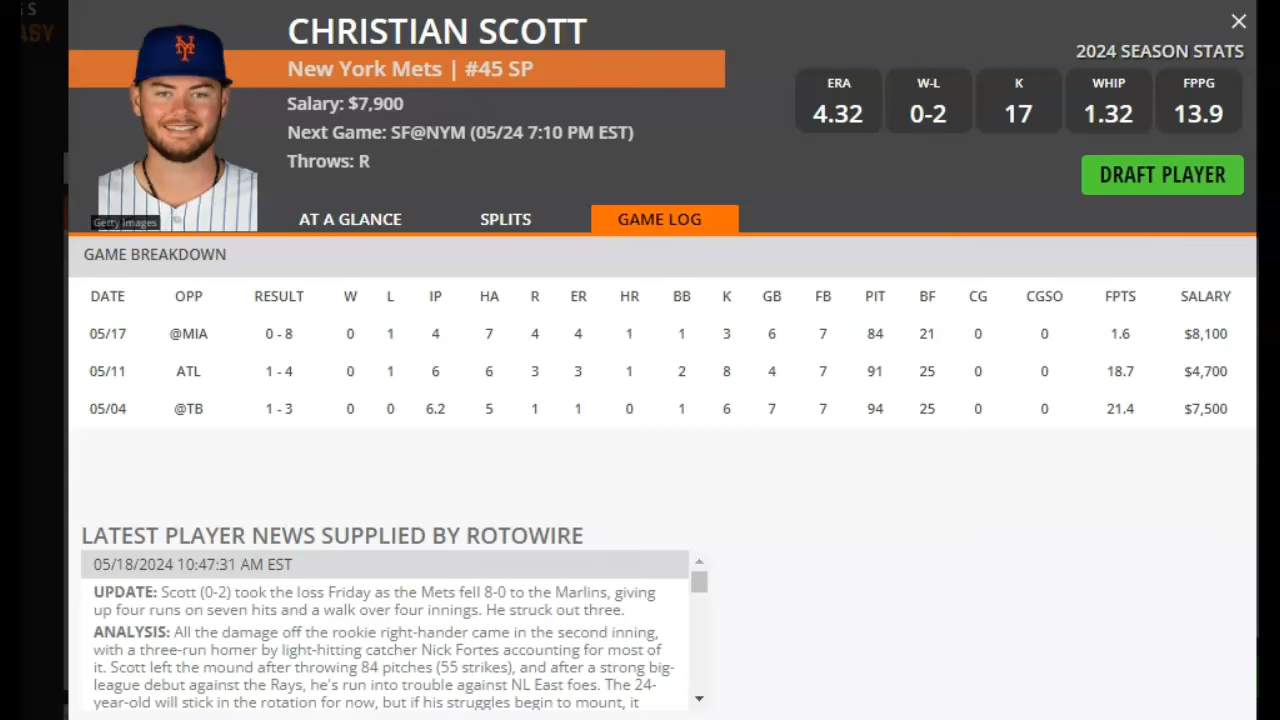 S
ASY
CHRISTIAN SCOTT
New York Mets | #45 SP
Salary: $7,900
Next Game: SF@NYM (05/24 7:10 PM EST)
Throws: R
Getty Images
2024 SEASON STATS
ERA W-L K WHIP FPPG
4.32 0-2 17 1.32 13.9
DRAFT PLAYER
AT A GLANCE SPLITS GAME LOG
GAME BREAKDOWN
DATE OPP RESULT W L IP HA R ER HR BB K GB FB PIT BF CG CGSO FPTS SALARY
05/17 @MIA 0 - 8 0 1 4 7 4 4 1 1 3 6 7 84 21 0 0 1.6 $8,100
05/11 ATL 1 - 4 0 1 6 6 3 3 1 2 8 4 7 91 25 0 0 18.7 $4,700
05/04 @TB 1 - 3 0 0 6.2 5 1 1 0 1 6 7 7 94 25 0 0 21.4 $7,500
LATEST PLAYER NEWS SUPPLIED BY ROTOWIRE
05/18/2024 10:47:31 AM EST
UPDATE: Scott (0-2) took the loss Friday as the Mets fell 8-0 to the Marlins, giving
up four runs on seven hits and a walk over four innings. He struck out three.
ANALYSIS: All the damage off the rookie right-hander came in the second inning,
with a three-run homer by light-hitting catcher Nick Fortes accounting for most of
it. Scott left the mound after throwing 84 pitches (55 strikes), and after a strong big-
league debut against the Rays, he's run into trouble against NL East foes. The 24-
year-old will stick in the rotation for now, but if his struggles begin to mount, it